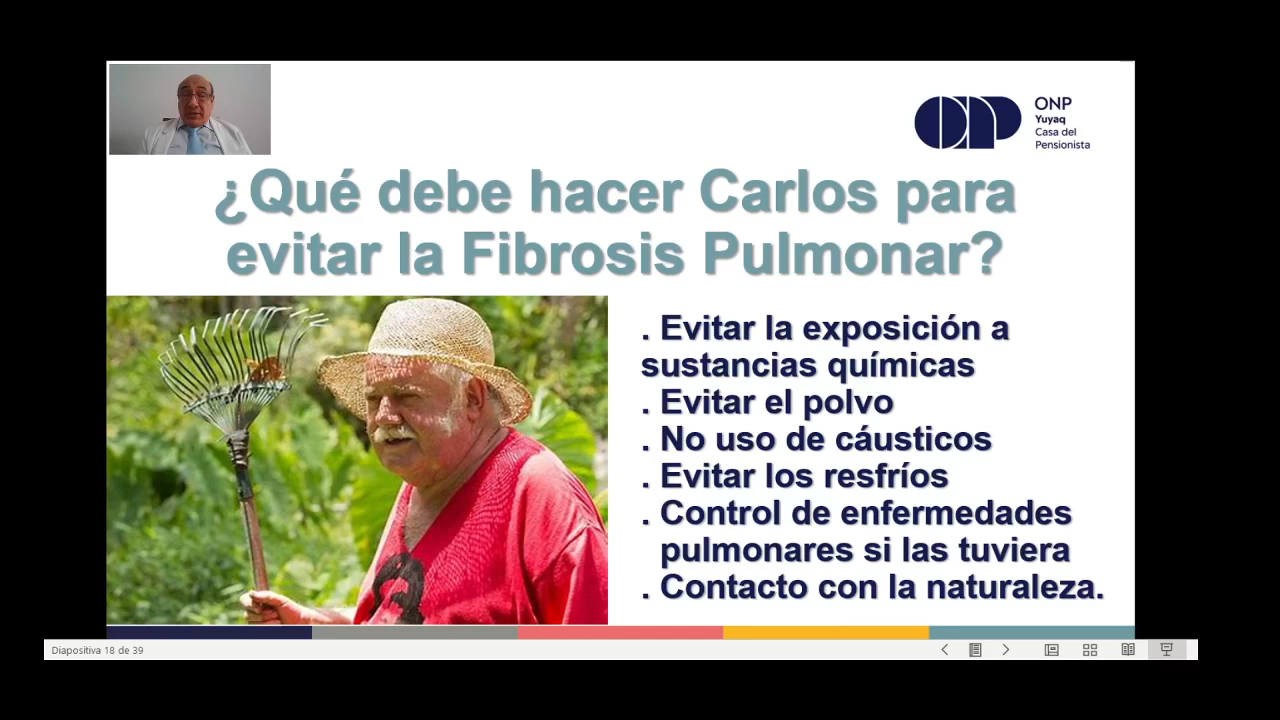 ONP
Yuyaq
Casa del
Pensionista
¿Qué debe hacer Carlos para
evitar la Fibrosis Pulmonar?
. Evitar la exposición a
sustancias químicas
. Evitar el polvo
. No uso de cáusticos
. Evitar los resfríos
. Control de enfermedades
pulmonares si las tuviera
. Contacto con la naturaleza.
Diapositiva 18 de 39